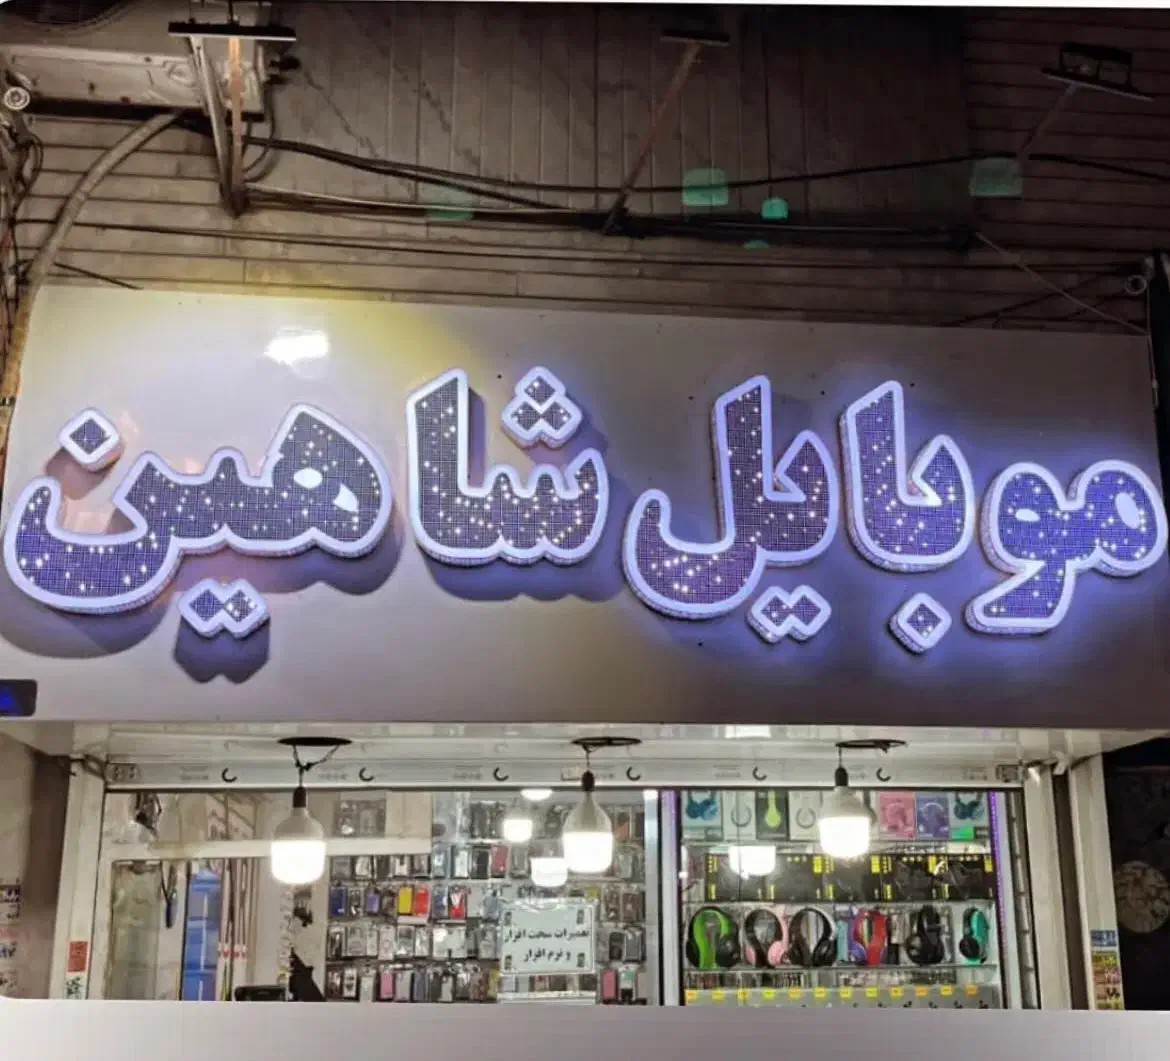 موبایل شاهین
تعمیرات سخت افزار
و نرم افزار